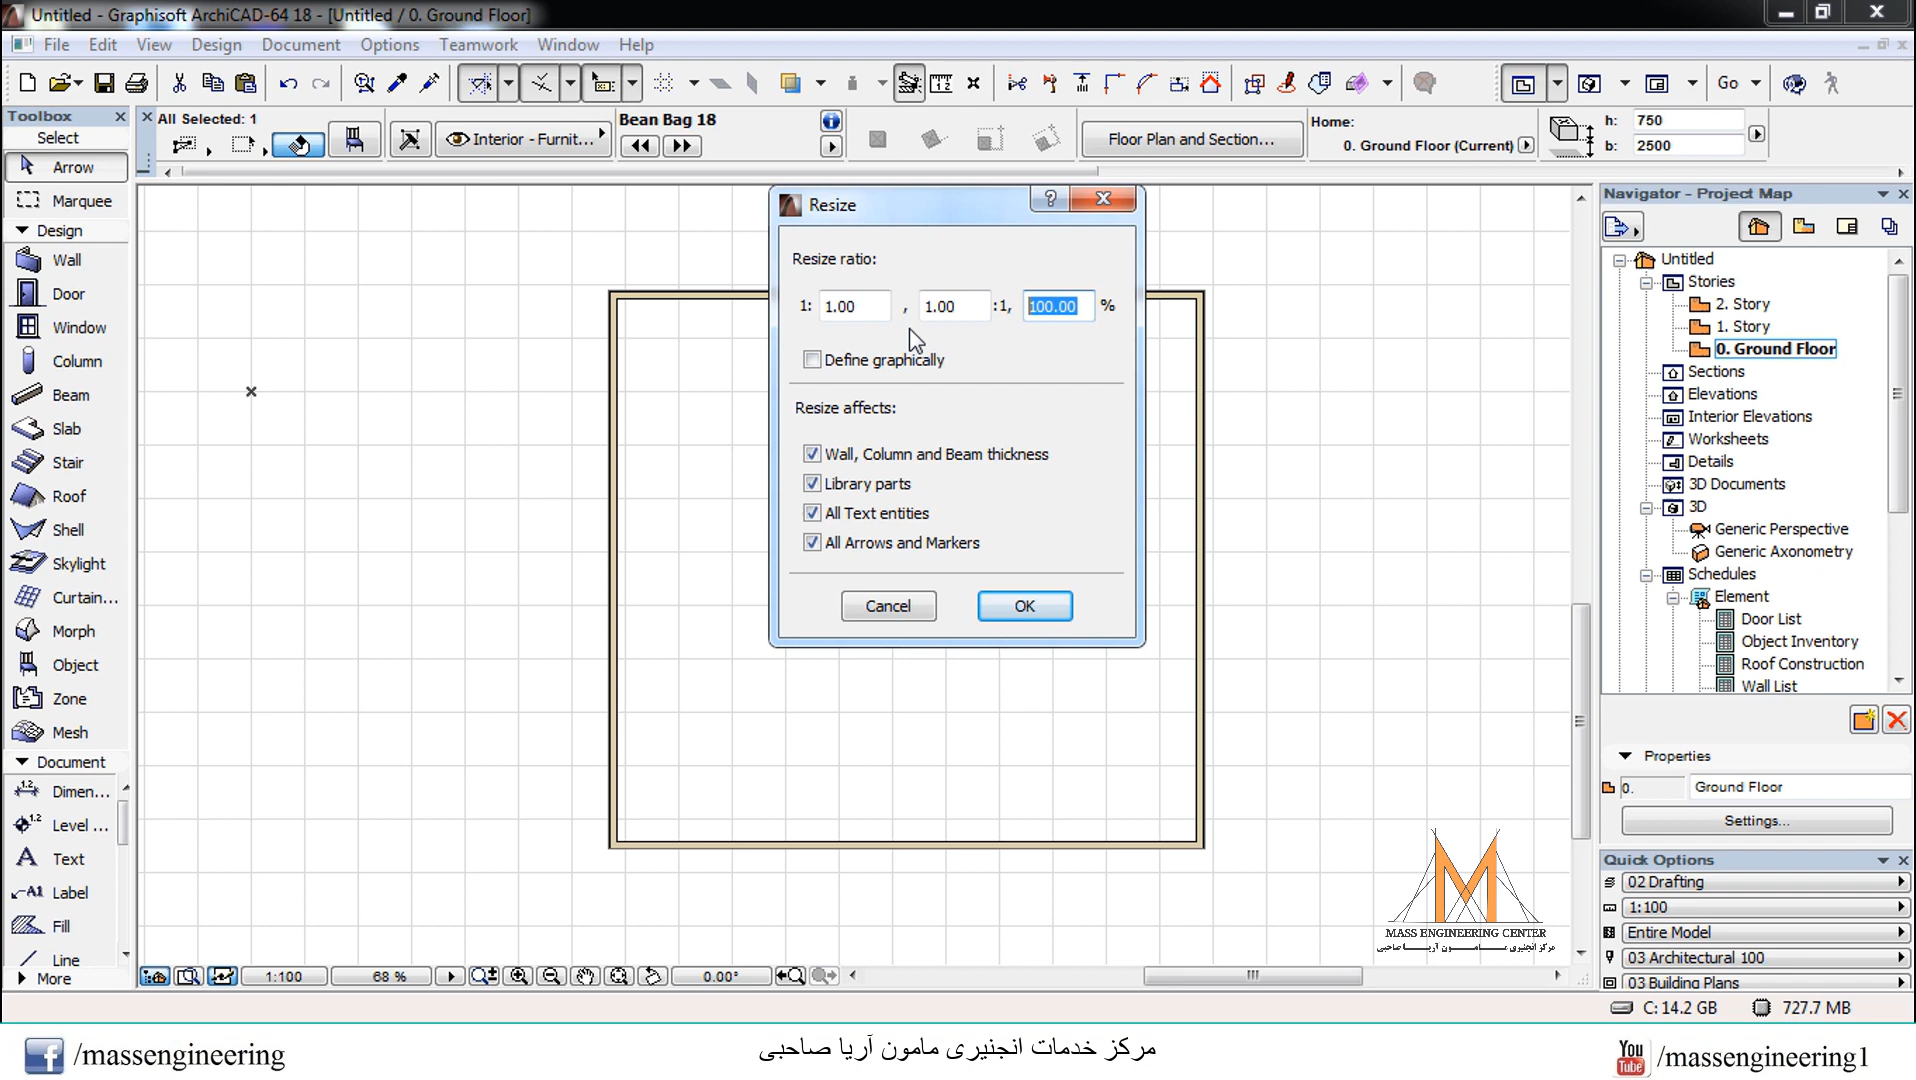 Untitled - Graphisoft ArchiCAD-64 18 - [Untitled / 0. Ground Floor]
File Edit View Design Document Options Teamwork Window Help
Go
Toolbox
Select
Arrow
Marquee
Design
Wall
Door
Window
Column
Beam
Slab
Stair
Roof
Shell
Skylight
Curtain...
Morph
Object
Zone
Mesh
Document
Dimen...
Level ...
Text
Label
Fill
Line
More
All Selected: 1
Interior - Furnit...
Bean Bag 18
Floor Plan and Section...
Home:
0. Ground Floor (Current)
h: 750
b: 2500
Resize
Resize ratio:
1: 1.00 , 1.00 :1, 100.00 %
Define graphically
Resize affects:
Wall, Column and Beam thickness
Library parts
All Text entities
All Arrows and Markers
Cancel OK
Navigator - Project Map
Untitled
Stories
2. Story
1. Story
0. Ground Floor
Sections
Elevations
Interior Elevations
Worksheets
Details
3D Documents
3D
Generic Perspective
Generic Axonometry
Schedules
Element
Door List
Object Inventory
Roof Construction
Wall List
Properties
0. Ground Floor
Settings...
Quick Options
02 Drafting
1:100
Entire Model
03 Architectural 100
03 Building Plans
MASS ENGINEERING CENTER
مرکز انجنیری مامون آریا صاحبی
1:100 68 % 0.00°
C: 14.2 GB 727.7 MB
/massengineering
مرکز خدمات انجنیری مامون آریا صاحبی
You Tube /massengineering1